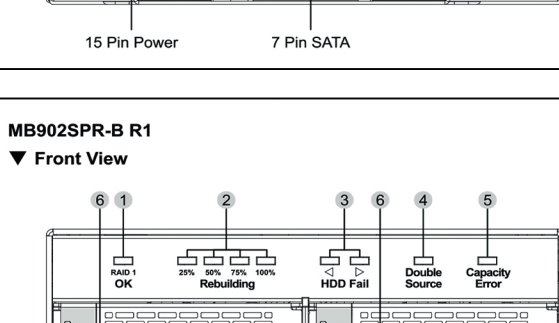 15 Pin Power 7 Pin SATA
MB902SPR-B R1
▼ Front View
6 1 2 3 6 4 5
RAID 1 25% 50% 75% 100% ◁ ▷ Double Capacity
OK Rebuilding HDD Fail Source Error